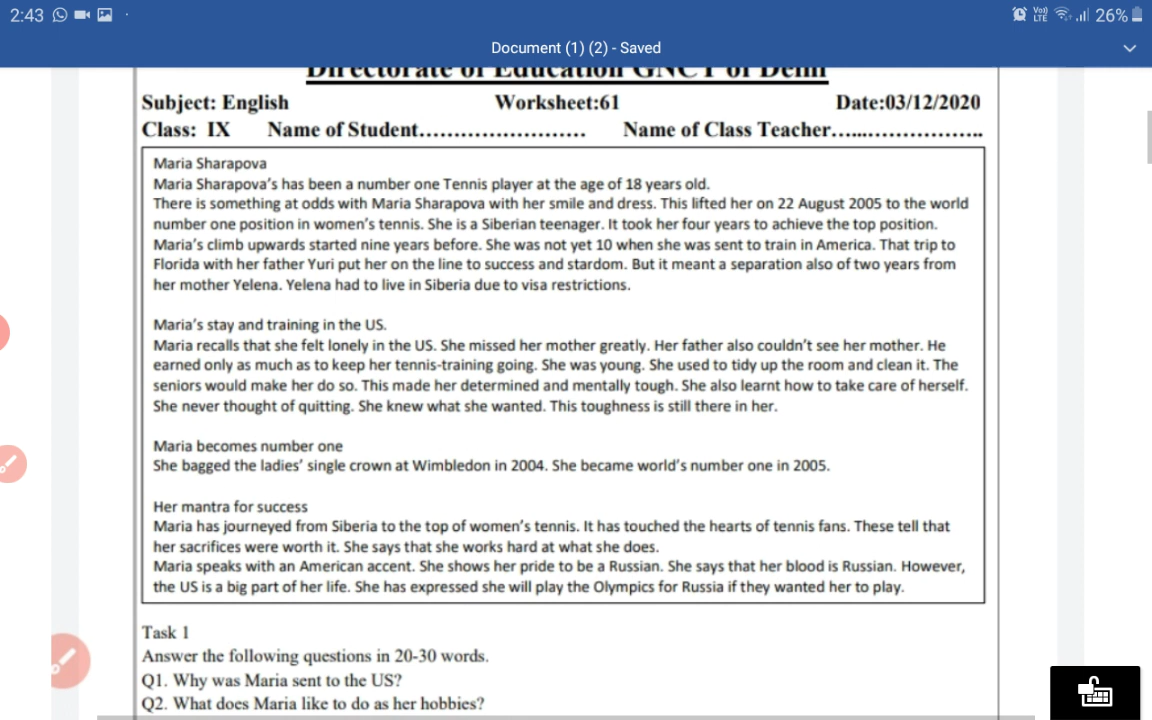 2:43 26%
Vo)) LTE
Document (1) (2) - Saved
Directorate of Education GNCT of Delhi
Subject: English Worksheet:61 Date:03/12/2020
Class: IX Name of Student........................ Name of Class Teacher.....................
Maria Sharapova
Maria Sharapova's has been a number one Tennis player at the age of 18 years old.
There is something at odds with Maria Sharapova with her smile and dress. This lifted her on 22 August 2005 to the world
number one position in women's tennis. She is a Siberian teenager. It took her four years to achieve the top position.
Maria's climb upwards started nine years before. She was not yet 10 when she was sent to train in America. That trip to
Florida with her father Yuri put her on the line to success and stardom. But it meant a separation also of two years from
her mother Yelena. Yelena had to live in Siberia due to visa restrictions.
Maria's stay and training in the US.
Maria recalls that she felt lonely in the US. She missed her mother greatly. Her father also couldn't see her mother. He
earned only as much as to keep her tennis-training going. She was young. She used to tidy up the room and clean it. The
seniors would make her do so. This made her determined and mentally tough. She also learnt how to take care of herself.
She never thought of quitting. She knew what she wanted. This toughness is still there in her.
Maria becomes number one
She bagged the ladies' single crown at Wimbledon in 2004. She became world's number one in 2005.
Her mantra for success
Maria has journeyed from Siberia to the top of women's tennis. It has touched the hearts of tennis fans. These tell that
her sacrifices were worth it. She says that she works hard at what she does.
Maria speaks with an American accent. She shows her pride to be a Russian. She says that her blood is Russian. However,
the US is a big part of her life. She has expressed she will play the Olympics for Russia if they wanted her to play.
Task 1
Answer the following questions in 20-30 words.
Q1. Why was Maria sent to the US?
Q2. What does Maria like to do as her hobbies?